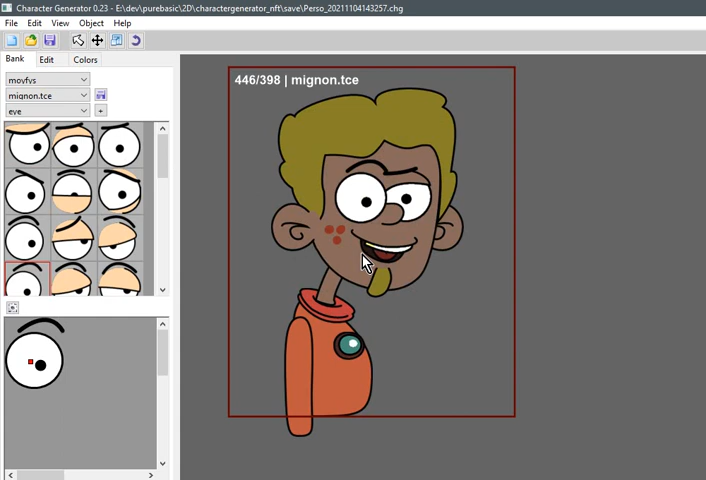 Character Generator 0.23 - E:\dev\purebasic\2D\charactergenerator_nft\save\Perso_20211104143257.chg
File Edit View Object Help
Bank Edit Colors
movfys
mignon.tce
eve
+
446/398 | mignon.tce